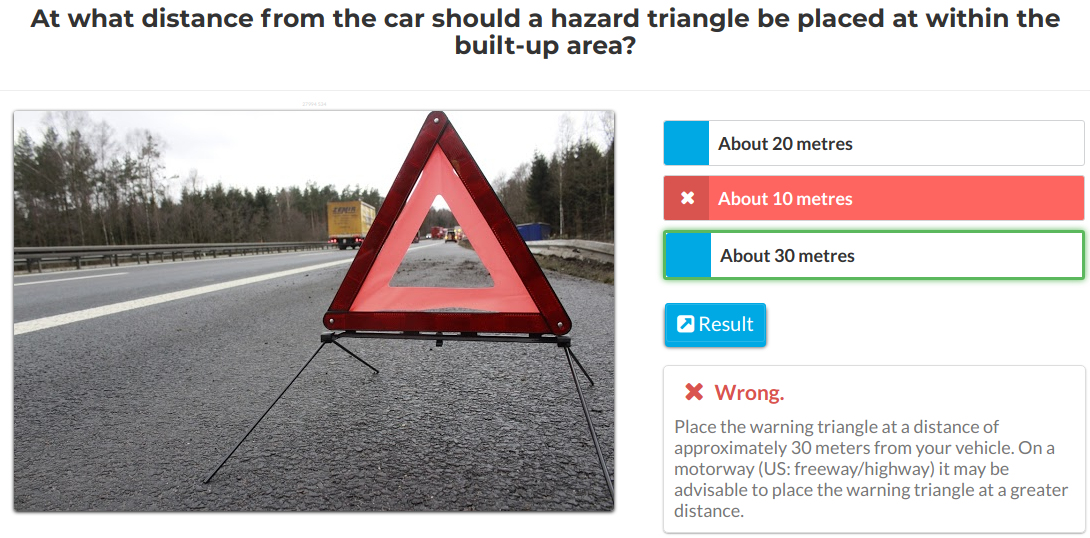 At what distance from the car should a hazard triangle be placed at within the
built-up area?
About 20 metres
About 10 metres
About 30 metres
Result
Wrong.
Place the warning triangle at a distance of
approximately 30 meters from your vehicle. On a
motorway (US: freeway/highway) it may be
advisable to place the warning triangle at a greater
distance.